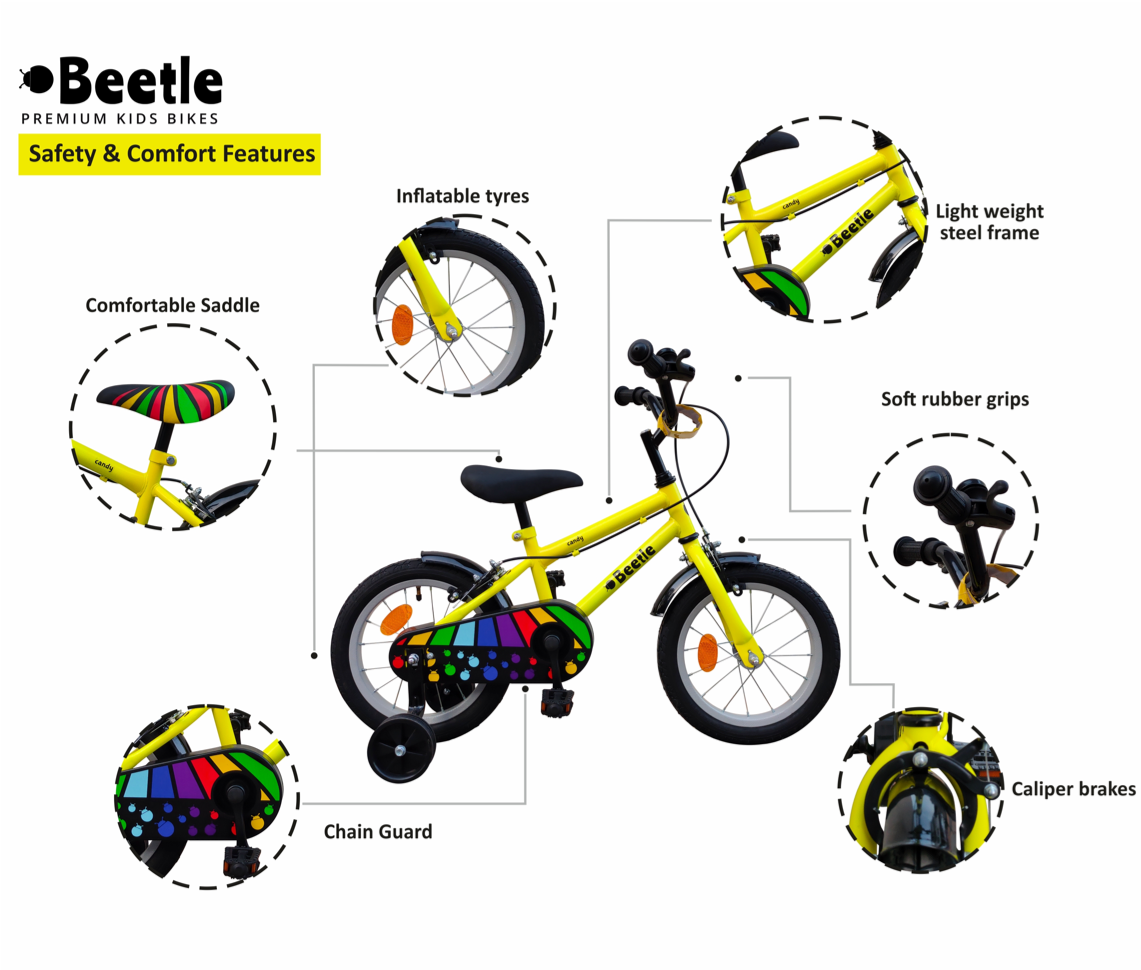 Beetle
PREMIUM KIDS BIKES
Safety & Comfort Features
Inflatable tyres
candy
Beetle
Light weight
steel frame
Comfortable Saddle
candy
Soft rubber grips
candy
Beetle
Caliper brakes
Chain Guard